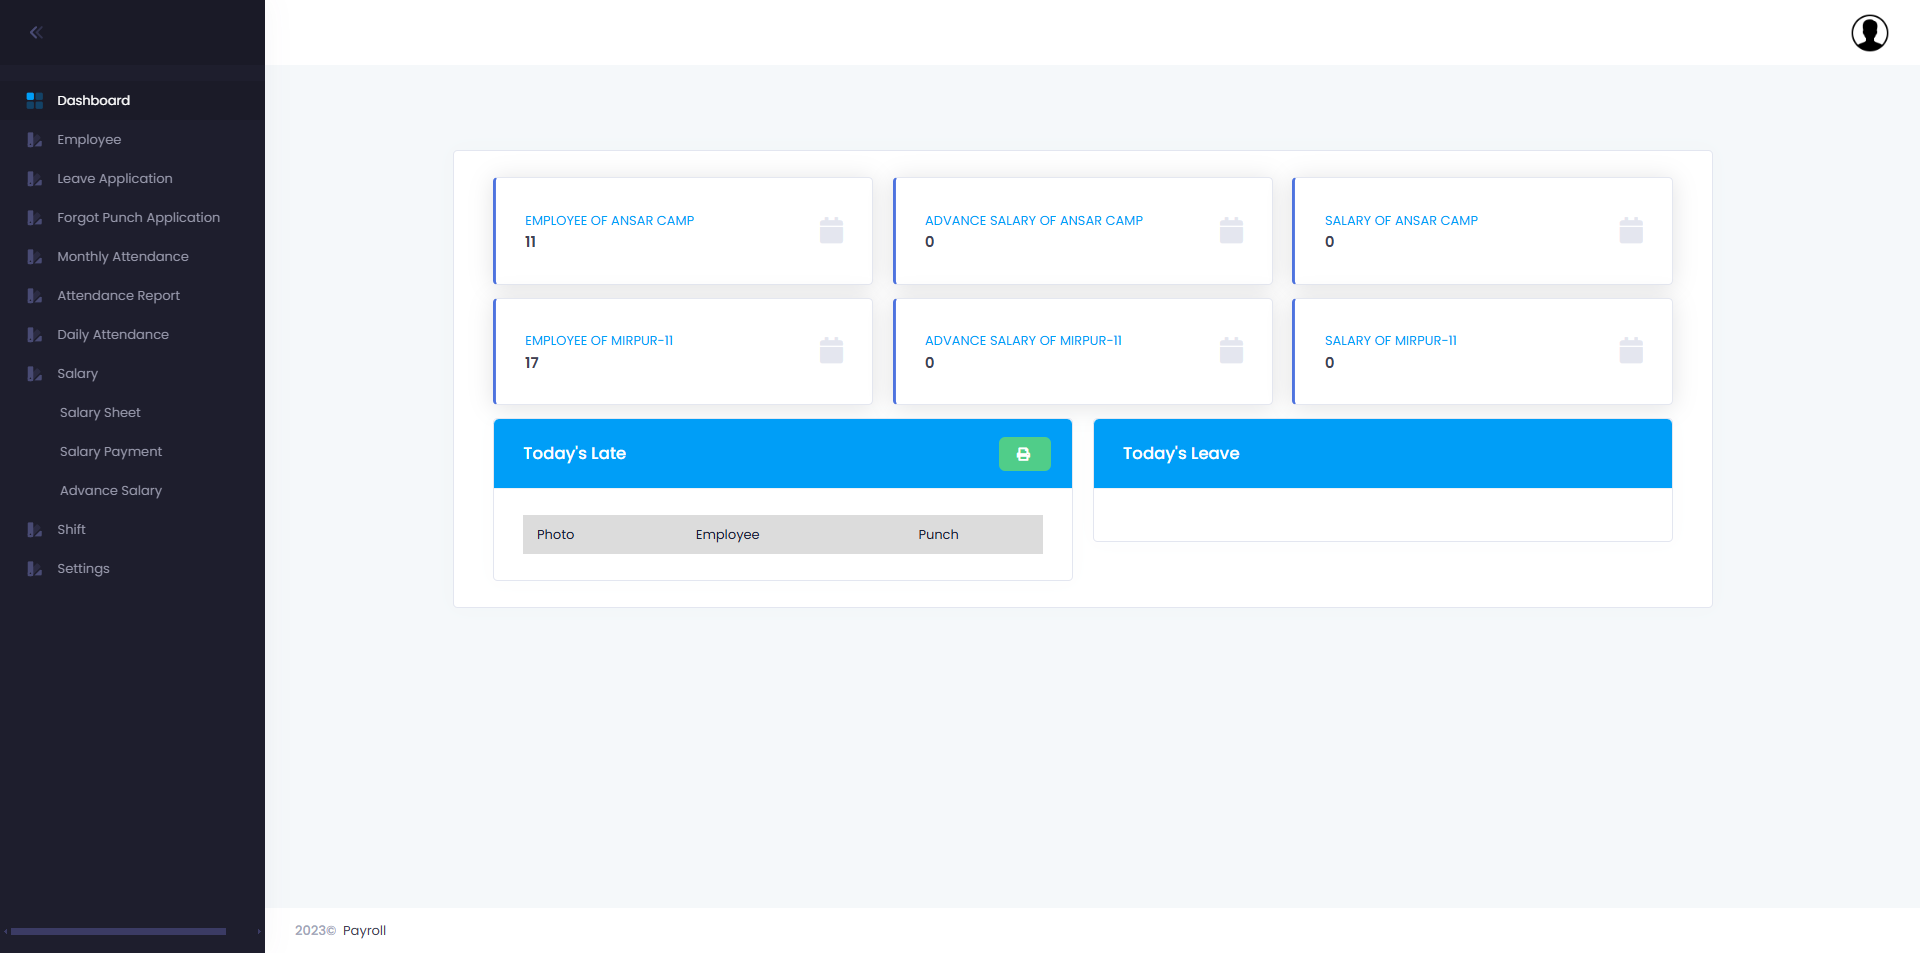 Dashboard
Employee
Leave Application
Forgot Punch Application
Monthly Attendance
Attendance Report
Daily Attendance
Salary
Salary Sheet
Salary Payment
Advance Salary
Shift
Settings
EMPLOYEE OF ANSAR CAMP
11
ADVANCE SALARY OF ANSAR CAMP
0
SALARY OF ANSAR CAMP
0
EMPLOYEE OF MIRPUR-11
17
ADVANCE SALARY OF MIRPUR-11
0
SALARY OF MIRPUR-11
0
Today's Late
Photo Employee Punch
Today's Leave
2023© Payroll